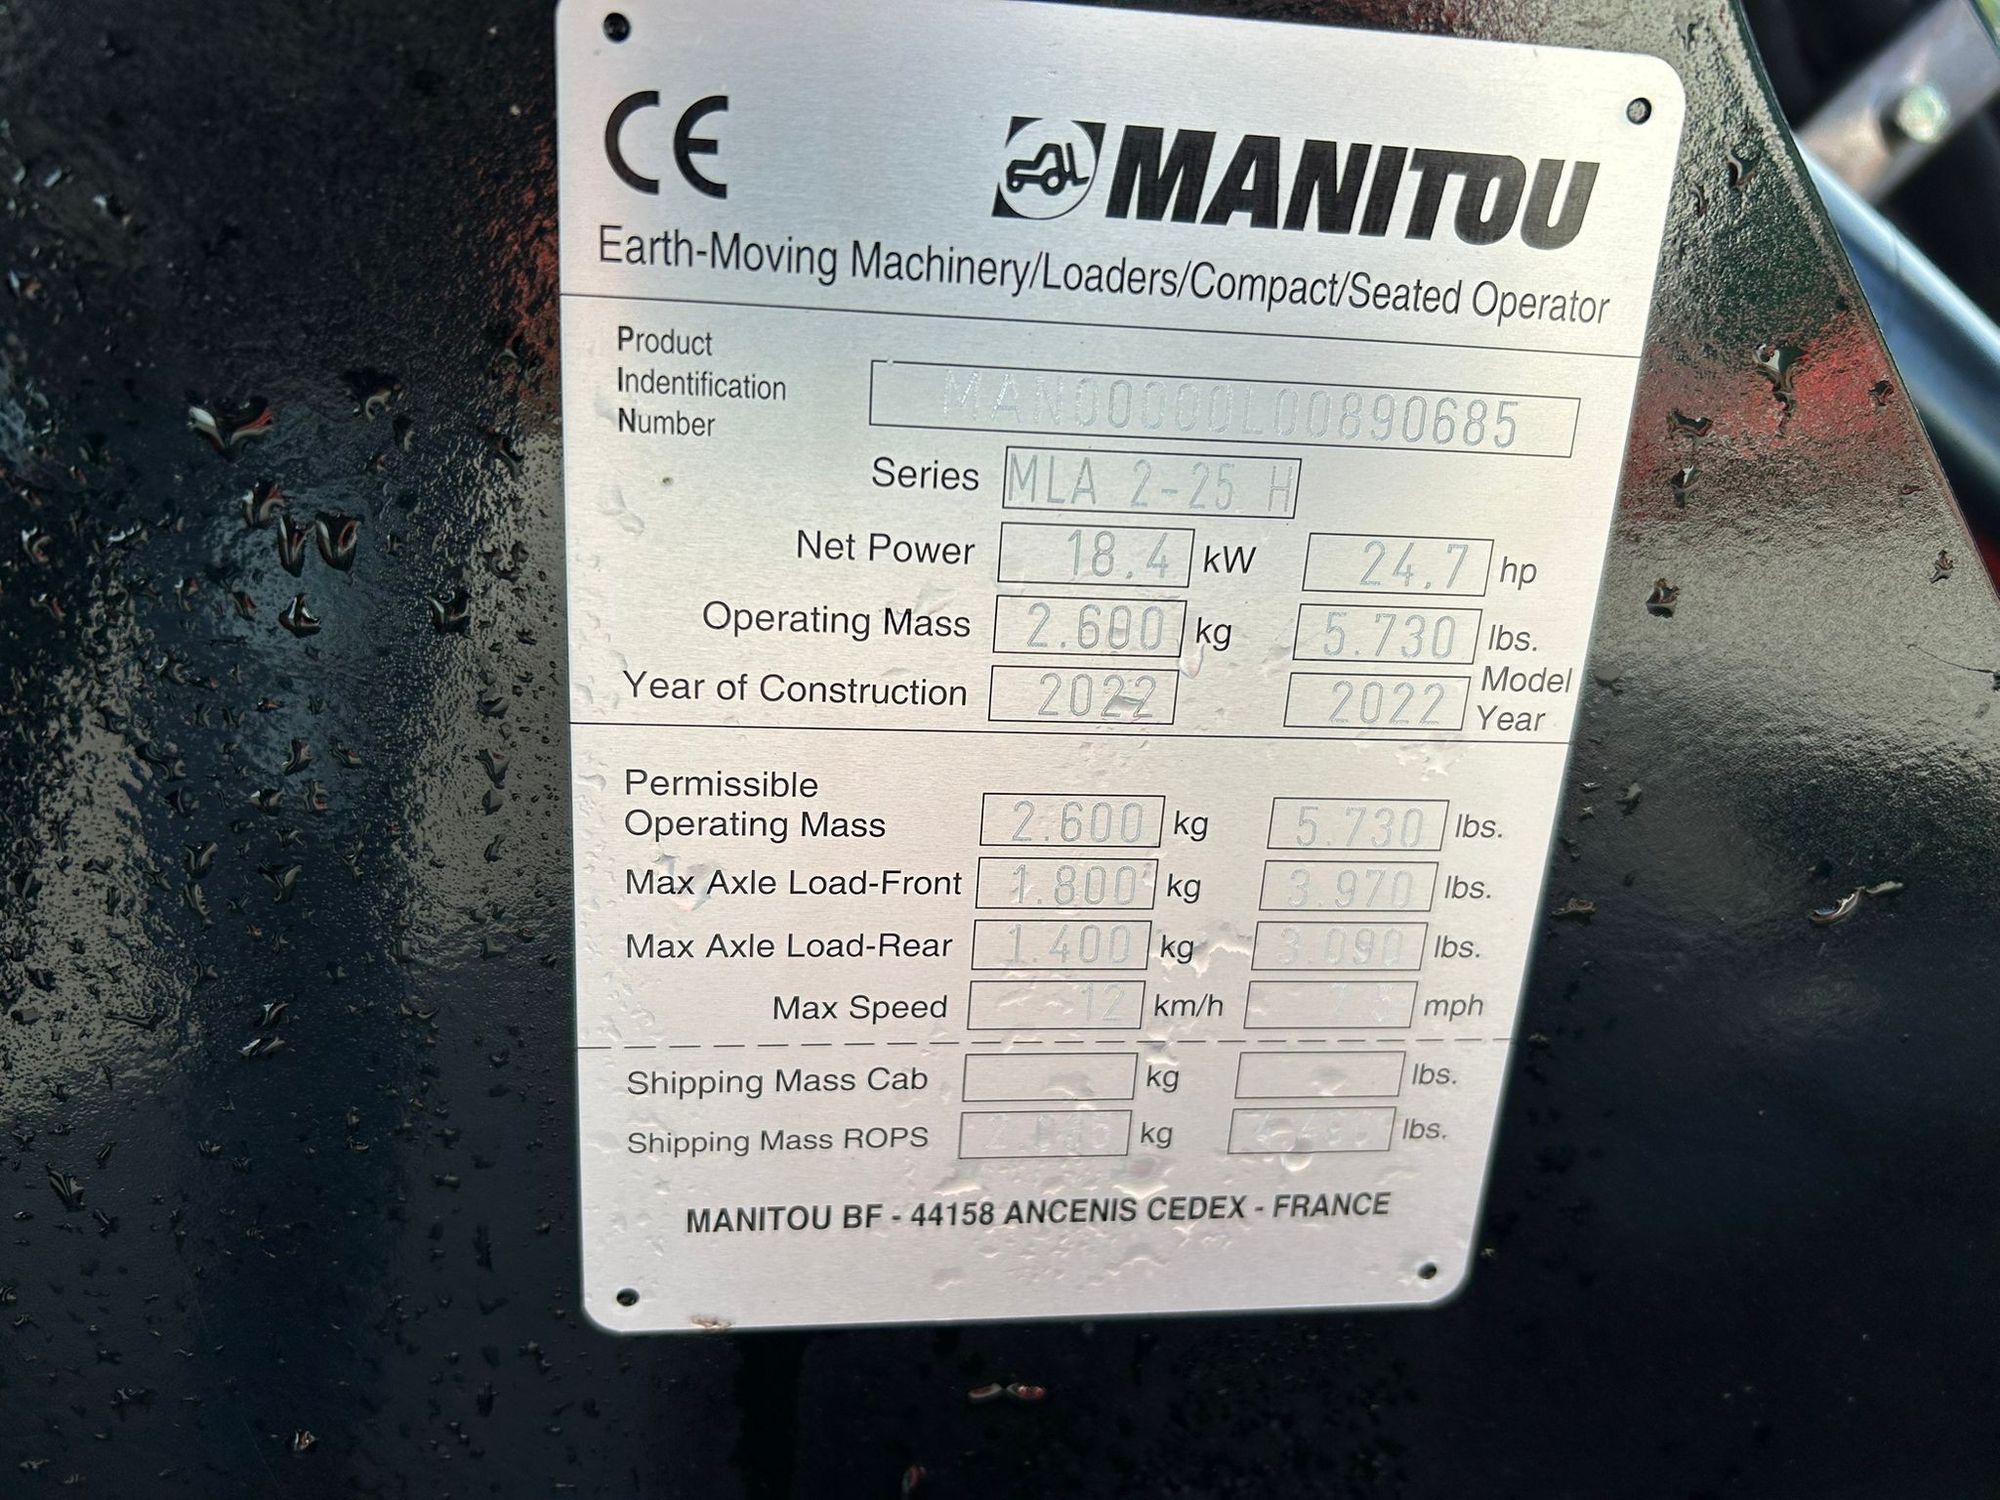 CE
MANITOU
Earth-Moving Machinery/Loaders/Compact/Seated Operator
Product
Indentification
Number
MAN00000L00890685
Series MLA 2-25 H
Net Power 18.4 kW 24.7 hp
Operating Mass 2.600 kg 5.730 lbs.
Year of Construction 2022 2022 Model Year
Permissible
Operating Mass 2.600 kg 5.730 lbs.
Max Axle Load-Front 1.800 kg 3.970 lbs.
Max Axle Load-Rear 1.400 kg 3.090 lbs.
Max Speed 12 km/h mph
Shipping Mass Cab kg lbs.
Shipping Mass ROPS kg lbs.
MANITOU BF - 44158 ANCENIS CEDEX - FRANCE